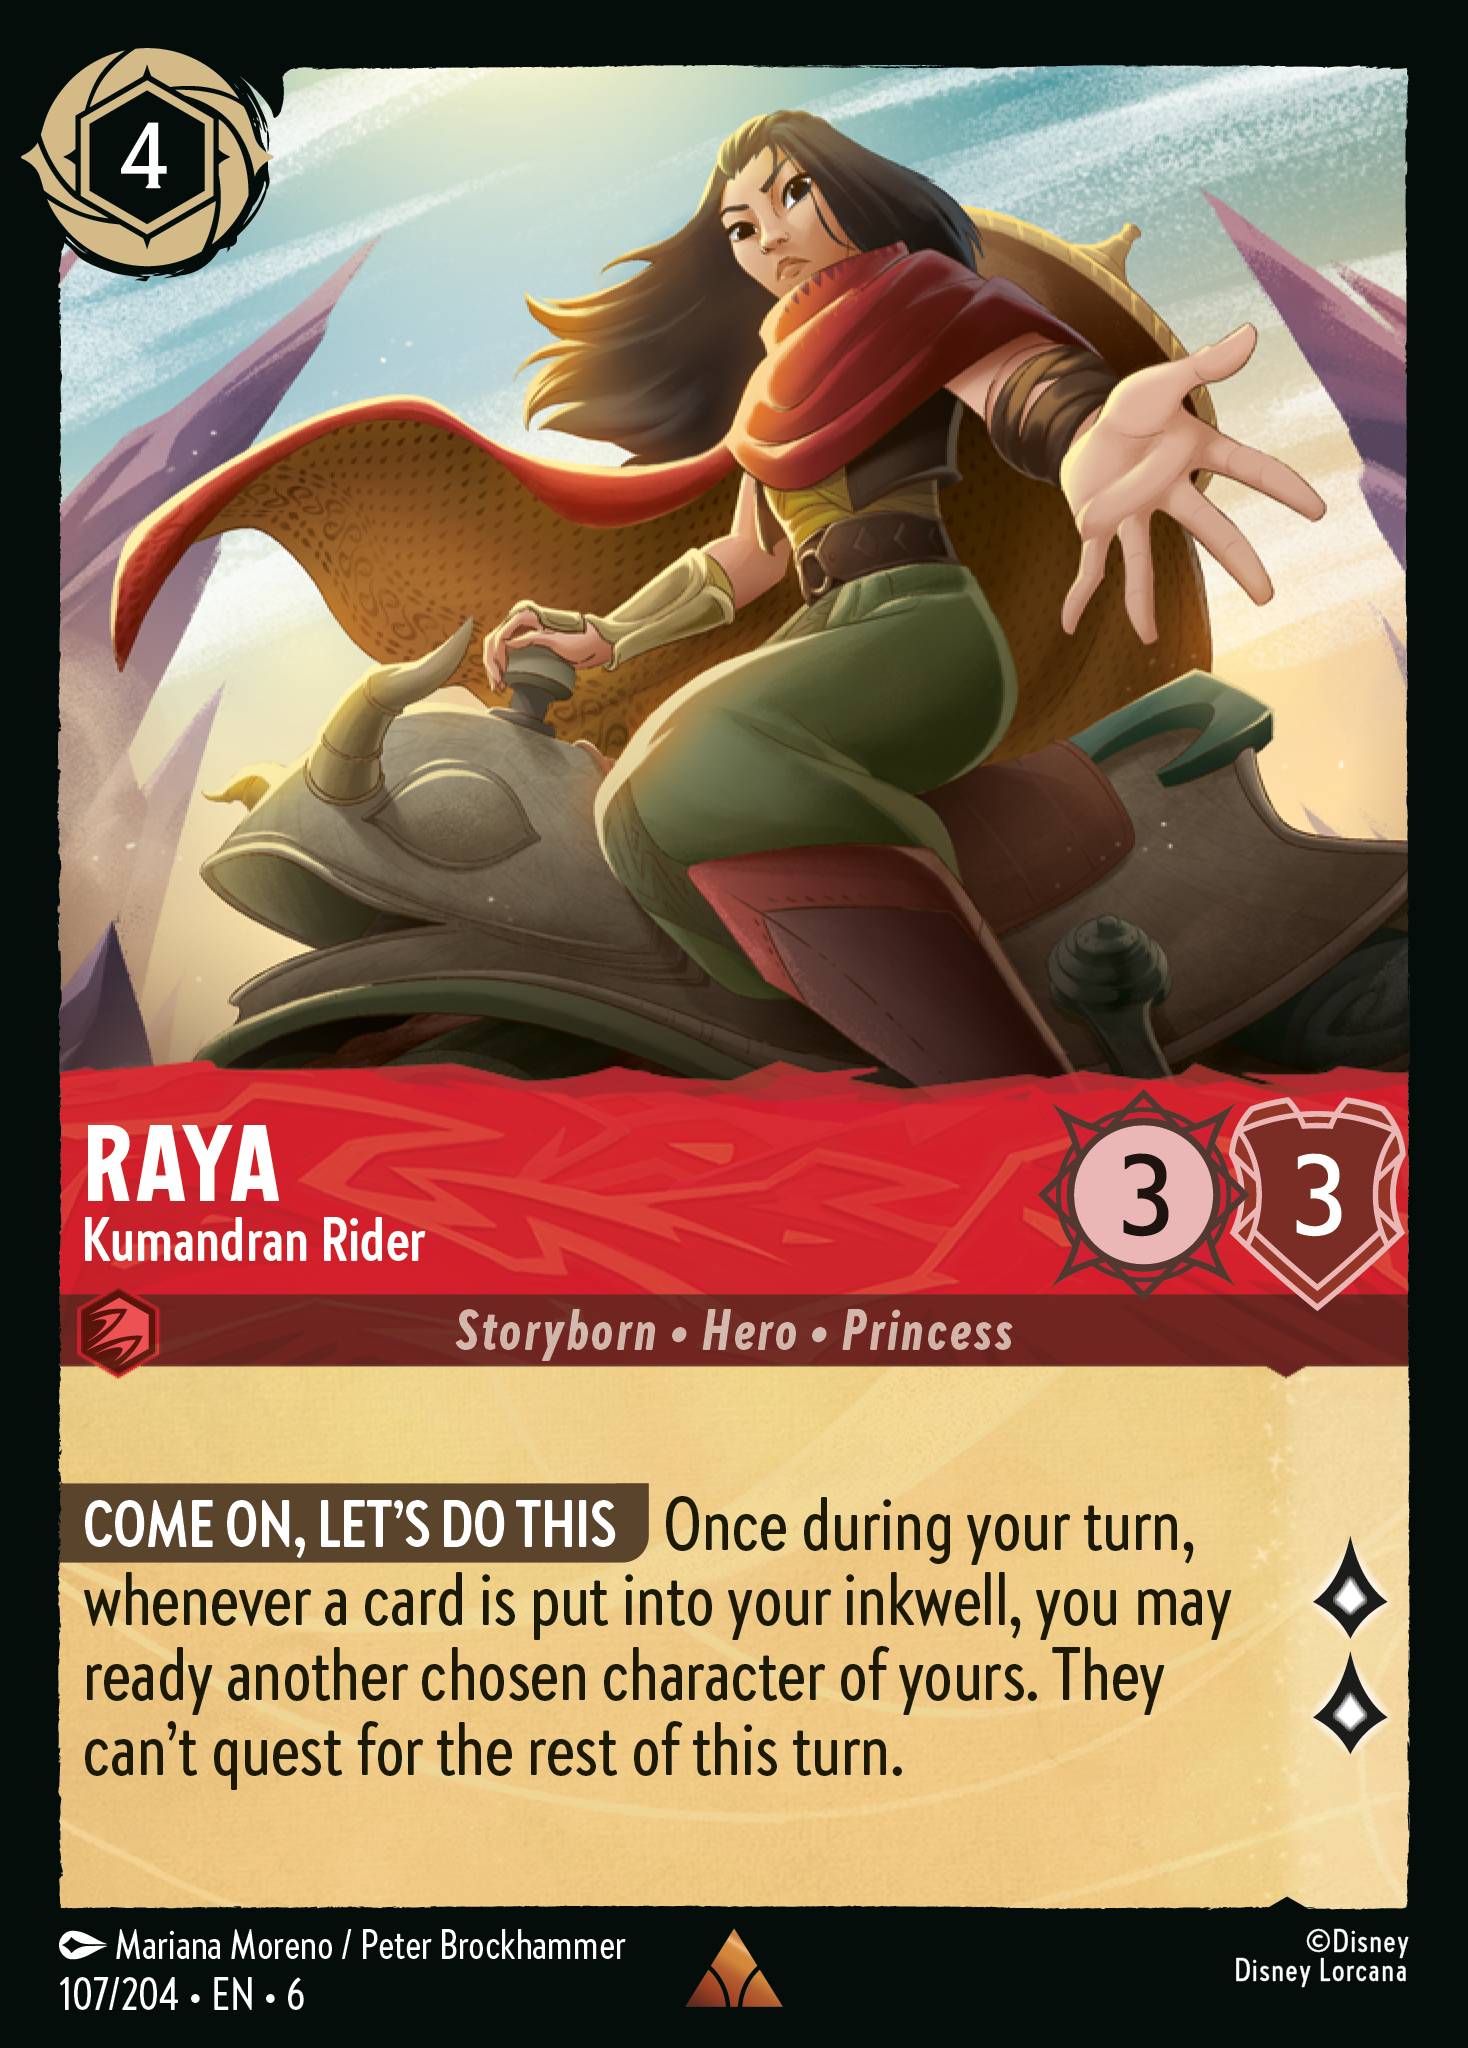 4
RAYA
Kumandran Rider
3
3
Storyborn • Hero • Princess
COME ON, LET'S DO THIS Once during your turn,
whenever a card is put into your inkwell, you may
ready another chosen character of yours. They
can't quest for the rest of this turn.
Mariana Moreno / Peter Brockhammer
107/204 • EN • 6
©Disney
Disney Lorcana